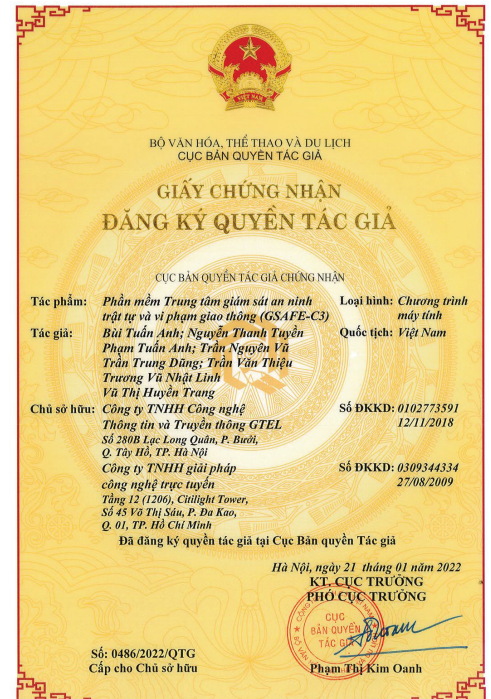 VIỆT NAM
BỘ VĂN HÓA, THỂ THAO VÀ DU LỊCH
CỤC BẢN QUYỀN TÁC GIẢ
GIẤY CHỨNG NHẬN
ĐĂNG KÝ QUYỀN TÁC GIẢ
CỤC BẢN QUYỀN TÁC GIẢ CHỨNG NHẬN
Tác phẩm: Phần mềm Trung tâm giám sát an ninh trật tự và vi phạm giao thông (GSAFE-C3)
Loại hình: Chương trình máy tính
Tác giả: Bùi Tuấn Anh; Nguyễn Thanh Tuyền
Phạm Tuấn Anh; Trần Nguyên Vũ
Trần Trung Dũng; Trần Văn Thiệu
Trương Vũ Nhật Linh
Vũ Thị Huyền Trang
Quốc tịch: Việt Nam
Chủ sở hữu: Công ty TNHH Công nghệ
Thông tin và Truyền thông GTEL
Số 280B Lạc Long Quân, P. Bưởi,
Q. Tây Hồ, TP. Hà Nội
Số ĐKKD: 0102773591
12/11/2018
Công ty TNHH giải pháp
công nghệ trực tuyến
Tầng 12 (1206), Citilight Tower,
Số 45 Võ Thị Sáu, P. Đa Kao,
Q. 01, TP. Hồ Chí Minh
Số ĐKKD: 0309344334
27/08/2009
Đã đăng ký quyền tác giả tại Cục Bản quyền Tác giả
Hà Nội, ngày 21 tháng 01 năm 2022
KT. CỤC TRƯỞNG
PHÓ CỤC TRƯỞNG
CỤC
BẢN QUYỀN
TÁC GIẢ
Số: 0486/2022/QTG
Cấp cho Chủ sở hữu
Phạm Thị Kim Oanh